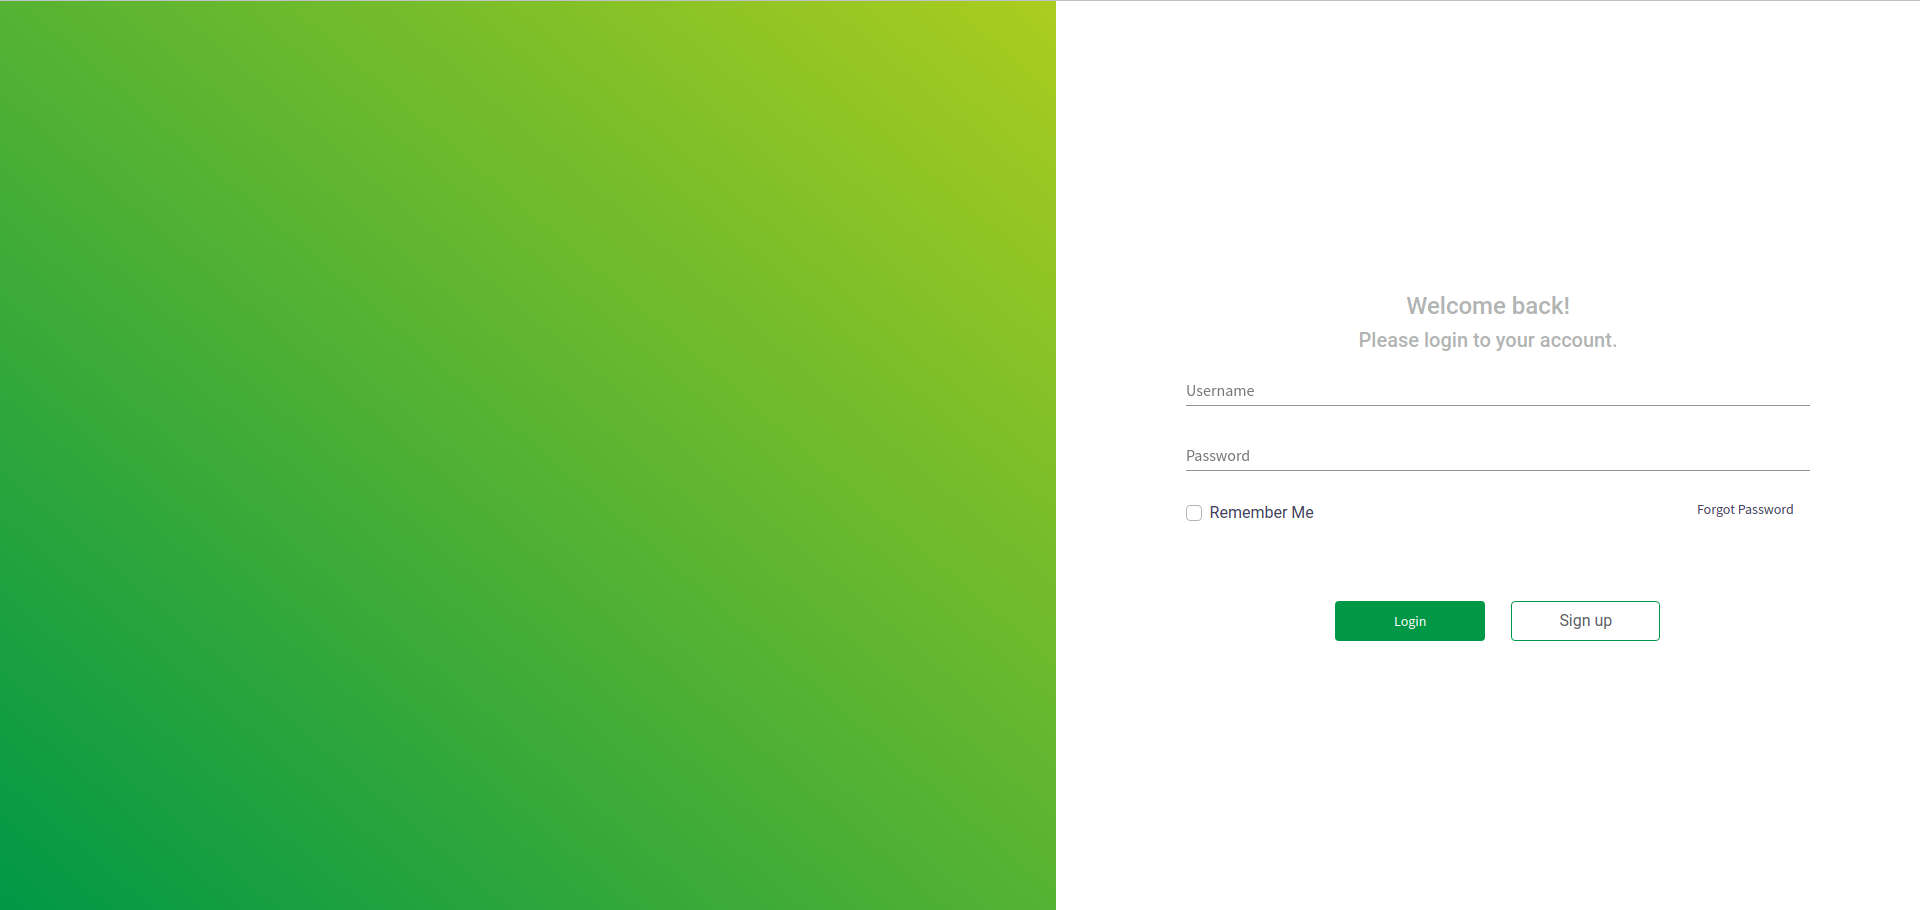 Welcome back!
Please login to your account.
Username
Password
Remember Me
Forgot Password
Login
Sign up